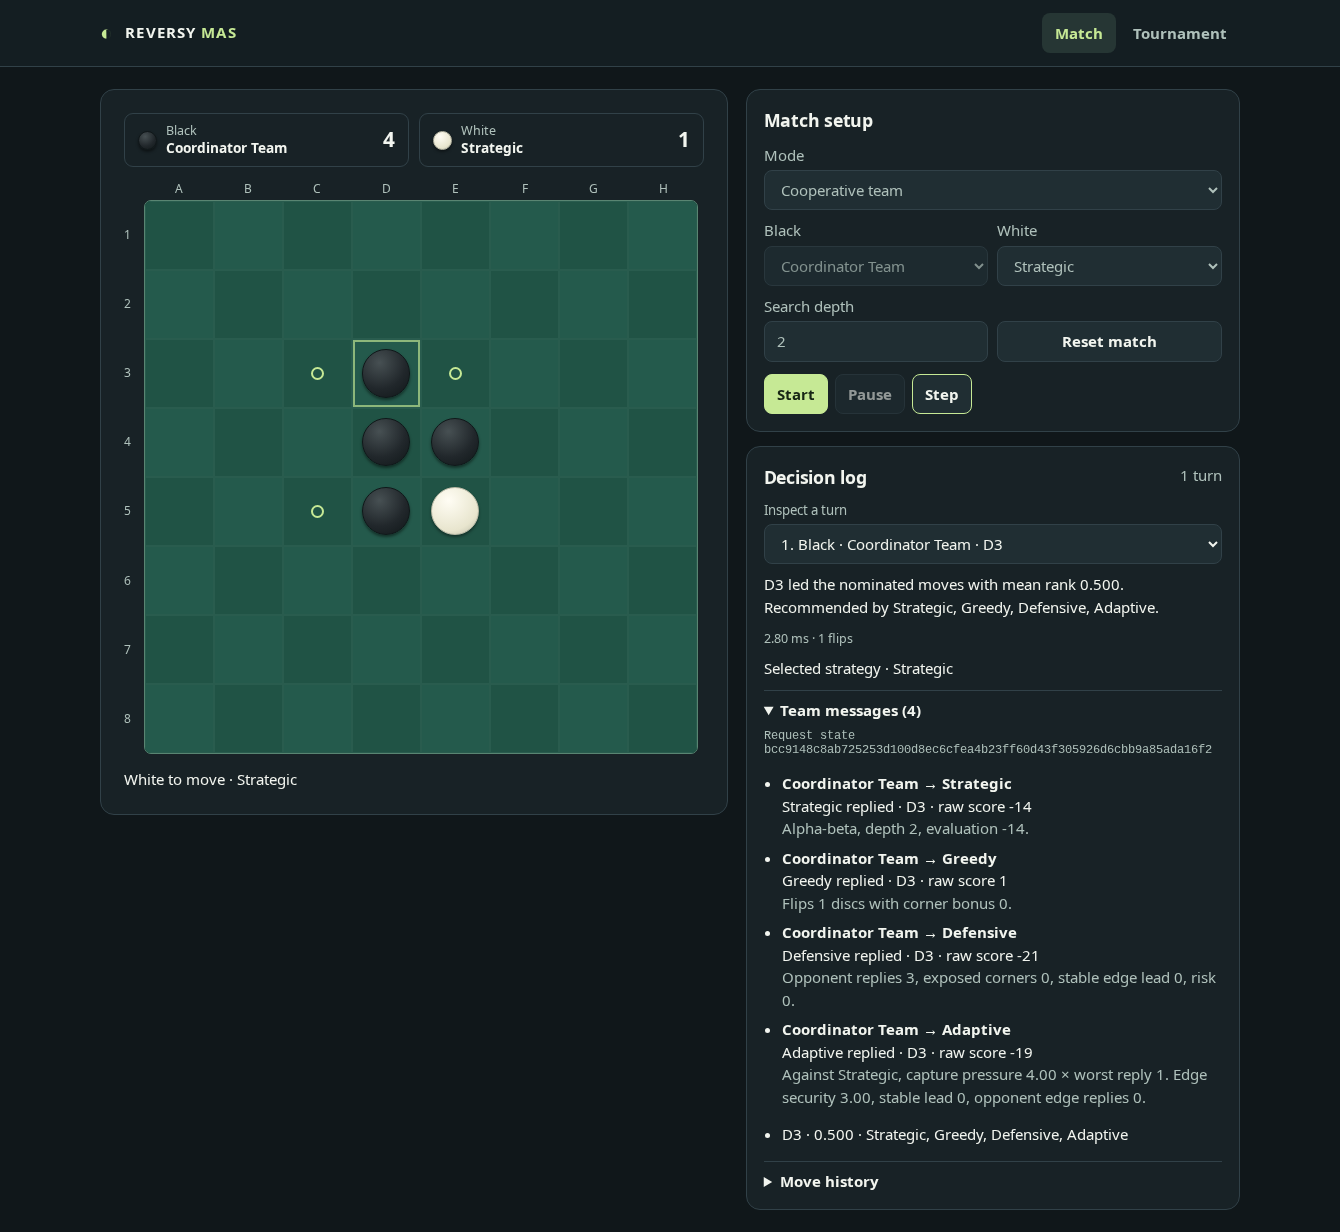 REVERSY MAS
Match Tournament
Black
Coordinator Team
4
White
Strategic
1
A B C D E F G H
1
2
3
4
5
6
7
8
White to move · Strategic
Match setup
Mode
Cooperative team
Black White
Coordinator Team Strategic
Search depth
2 Reset match
Start Pause Step
Decision log 1 turn
Inspect a turn
1. Black · Coordinator Team · D3
D3 led the nominated moves with mean rank 0.500.
Recommended by Strategic, Greedy, Defensive, Adaptive.
2.80 ms · 1 flips
Selected strategy · Strategic
Team messages (4)
Request state
bcc9148c8ab725253d100d8ec6cfea4b23ff60d43f305926d6cbb9a85ada16f2
Coordinator Team → Strategic
Strategic replied · D3 · raw score -14
Alpha-beta, depth 2, evaluation -14.
Coordinator Team → Greedy
Greedy replied · D3 · raw score 1
Flips 1 discs with corner bonus 0.
Coordinator Team → Defensive
Defensive replied · D3 · raw score -21
Opponent replies 3, exposed corners 0, stable edge lead 0, risk
0.
Coordinator Team → Adaptive
Adaptive replied · D3 · raw score -19
Against Strategic, capture pressure 4.00 × worst reply 1. Edge
security 3.00, stable lead 0, opponent edge replies 0.
D3 · 0.500 · Strategic, Greedy, Defensive, Adaptive
Move history